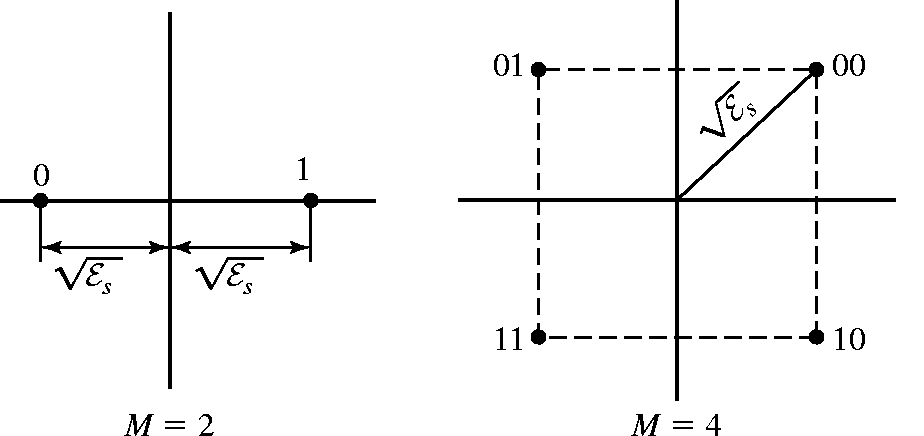 0 1
√ℰs √ℰs
M = 2
01 00
√ℰs
11 10
M = 4